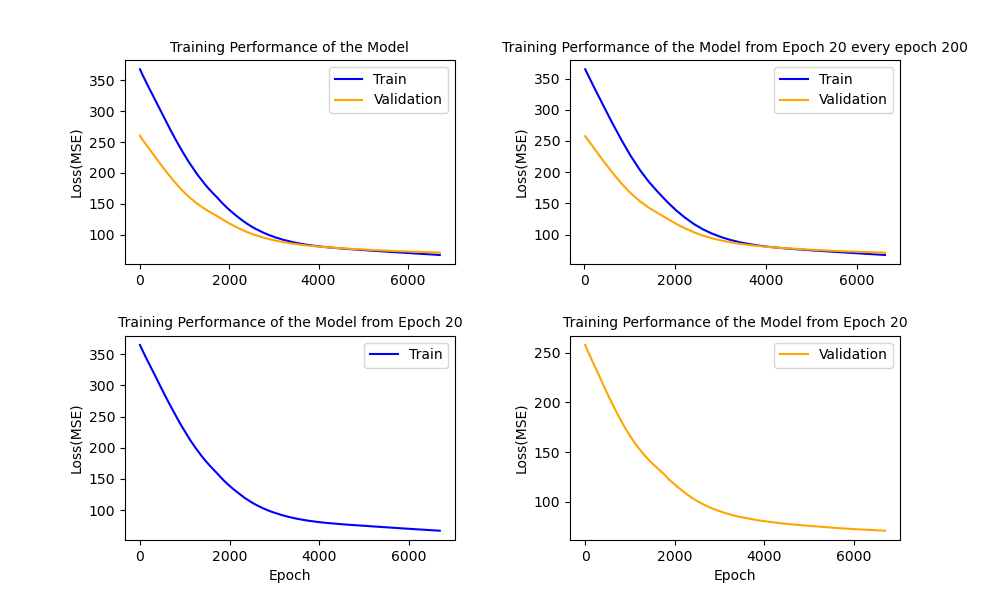 Training Performance of the Model
Loss(MSE)
350
300
250
200
150
100
0
2000
4000
6000
Train
Validation
Training Performance of the Model from Epoch 20 every epoch 200
Loss(MSE)
350
300
250
200
150
100
0
2000
4000
6000
Train
Validation
Training Performance of the Model from Epoch 20
Loss(MSE)
350
300
250
200
150
100
0
2000
4000
6000
Epoch
Train
Training Performance of the Model from Epoch 20
Loss(MSE)
250
200
150
100
0
2000
4000
6000
Epoch
Validation